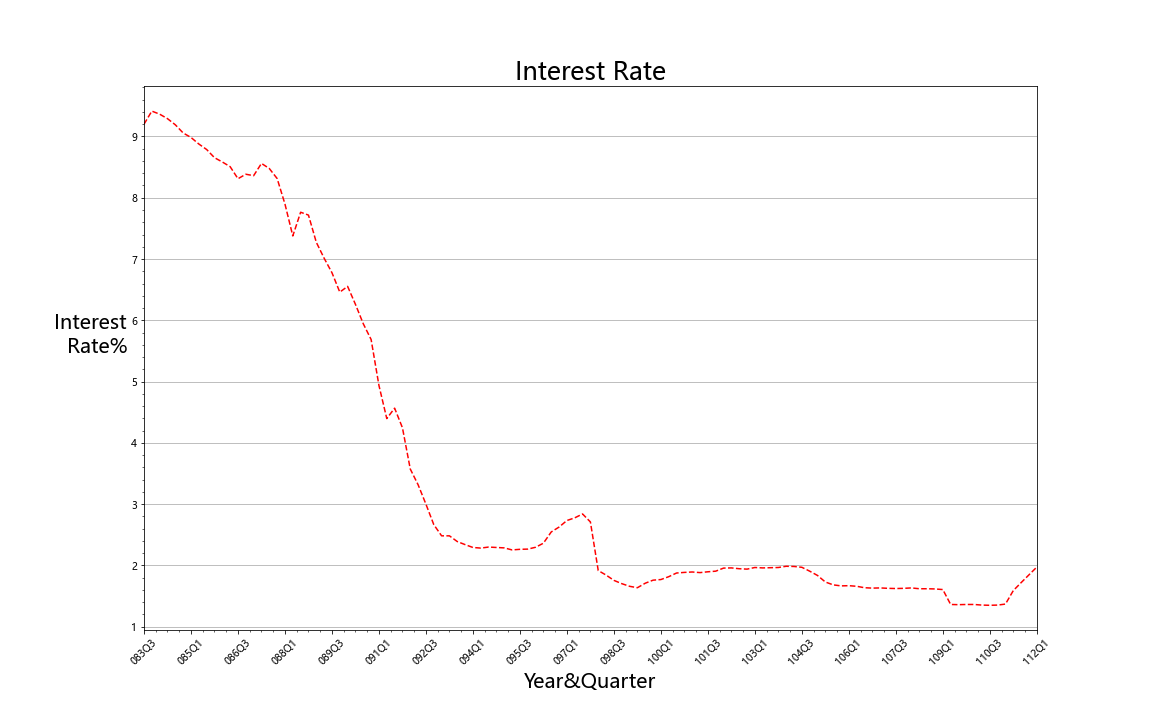 Interest Rate
9
8
7
6
5
4
3
2
1
Interest
Rate%
083Q3
085Q1
086Q3
088Q1
089Q3
091Q1
092Q3
094Q1
095Q3
097Q1
098Q3
100Q1
101Q3
103Q1
104Q3
106Q1
107Q3
109Q1
110Q3
112Q1
Year&Quarter